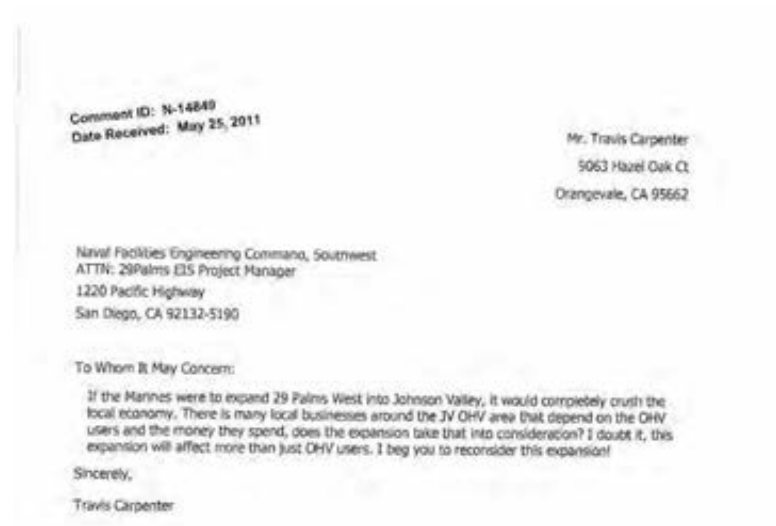 Comment ID: N-14849
Date Received: May 25, 2011
Mr. Travis Carpenter
9063 Hazel Oak Ct
Orangevale, CA 95662
Naval Facilities Engineering Command, Southwest
ATTN: 29Palms EIS Project Manager
1220 Pacific Highway
San Diego, CA 92132-5190
To Whom It May Concern:
If the Marines were to expand 29 Palms West into Johnson Valley, it would completely crush the
local economy. There is many local businesses around the JV OHV area that depend on the OHV
users and the money they spend, does the expansion take that into consideration? I doubt it, this
expansion will affect more than just OHV users. I beg you to reconsider this expansion!
Sincerely,
Travis Carpenter